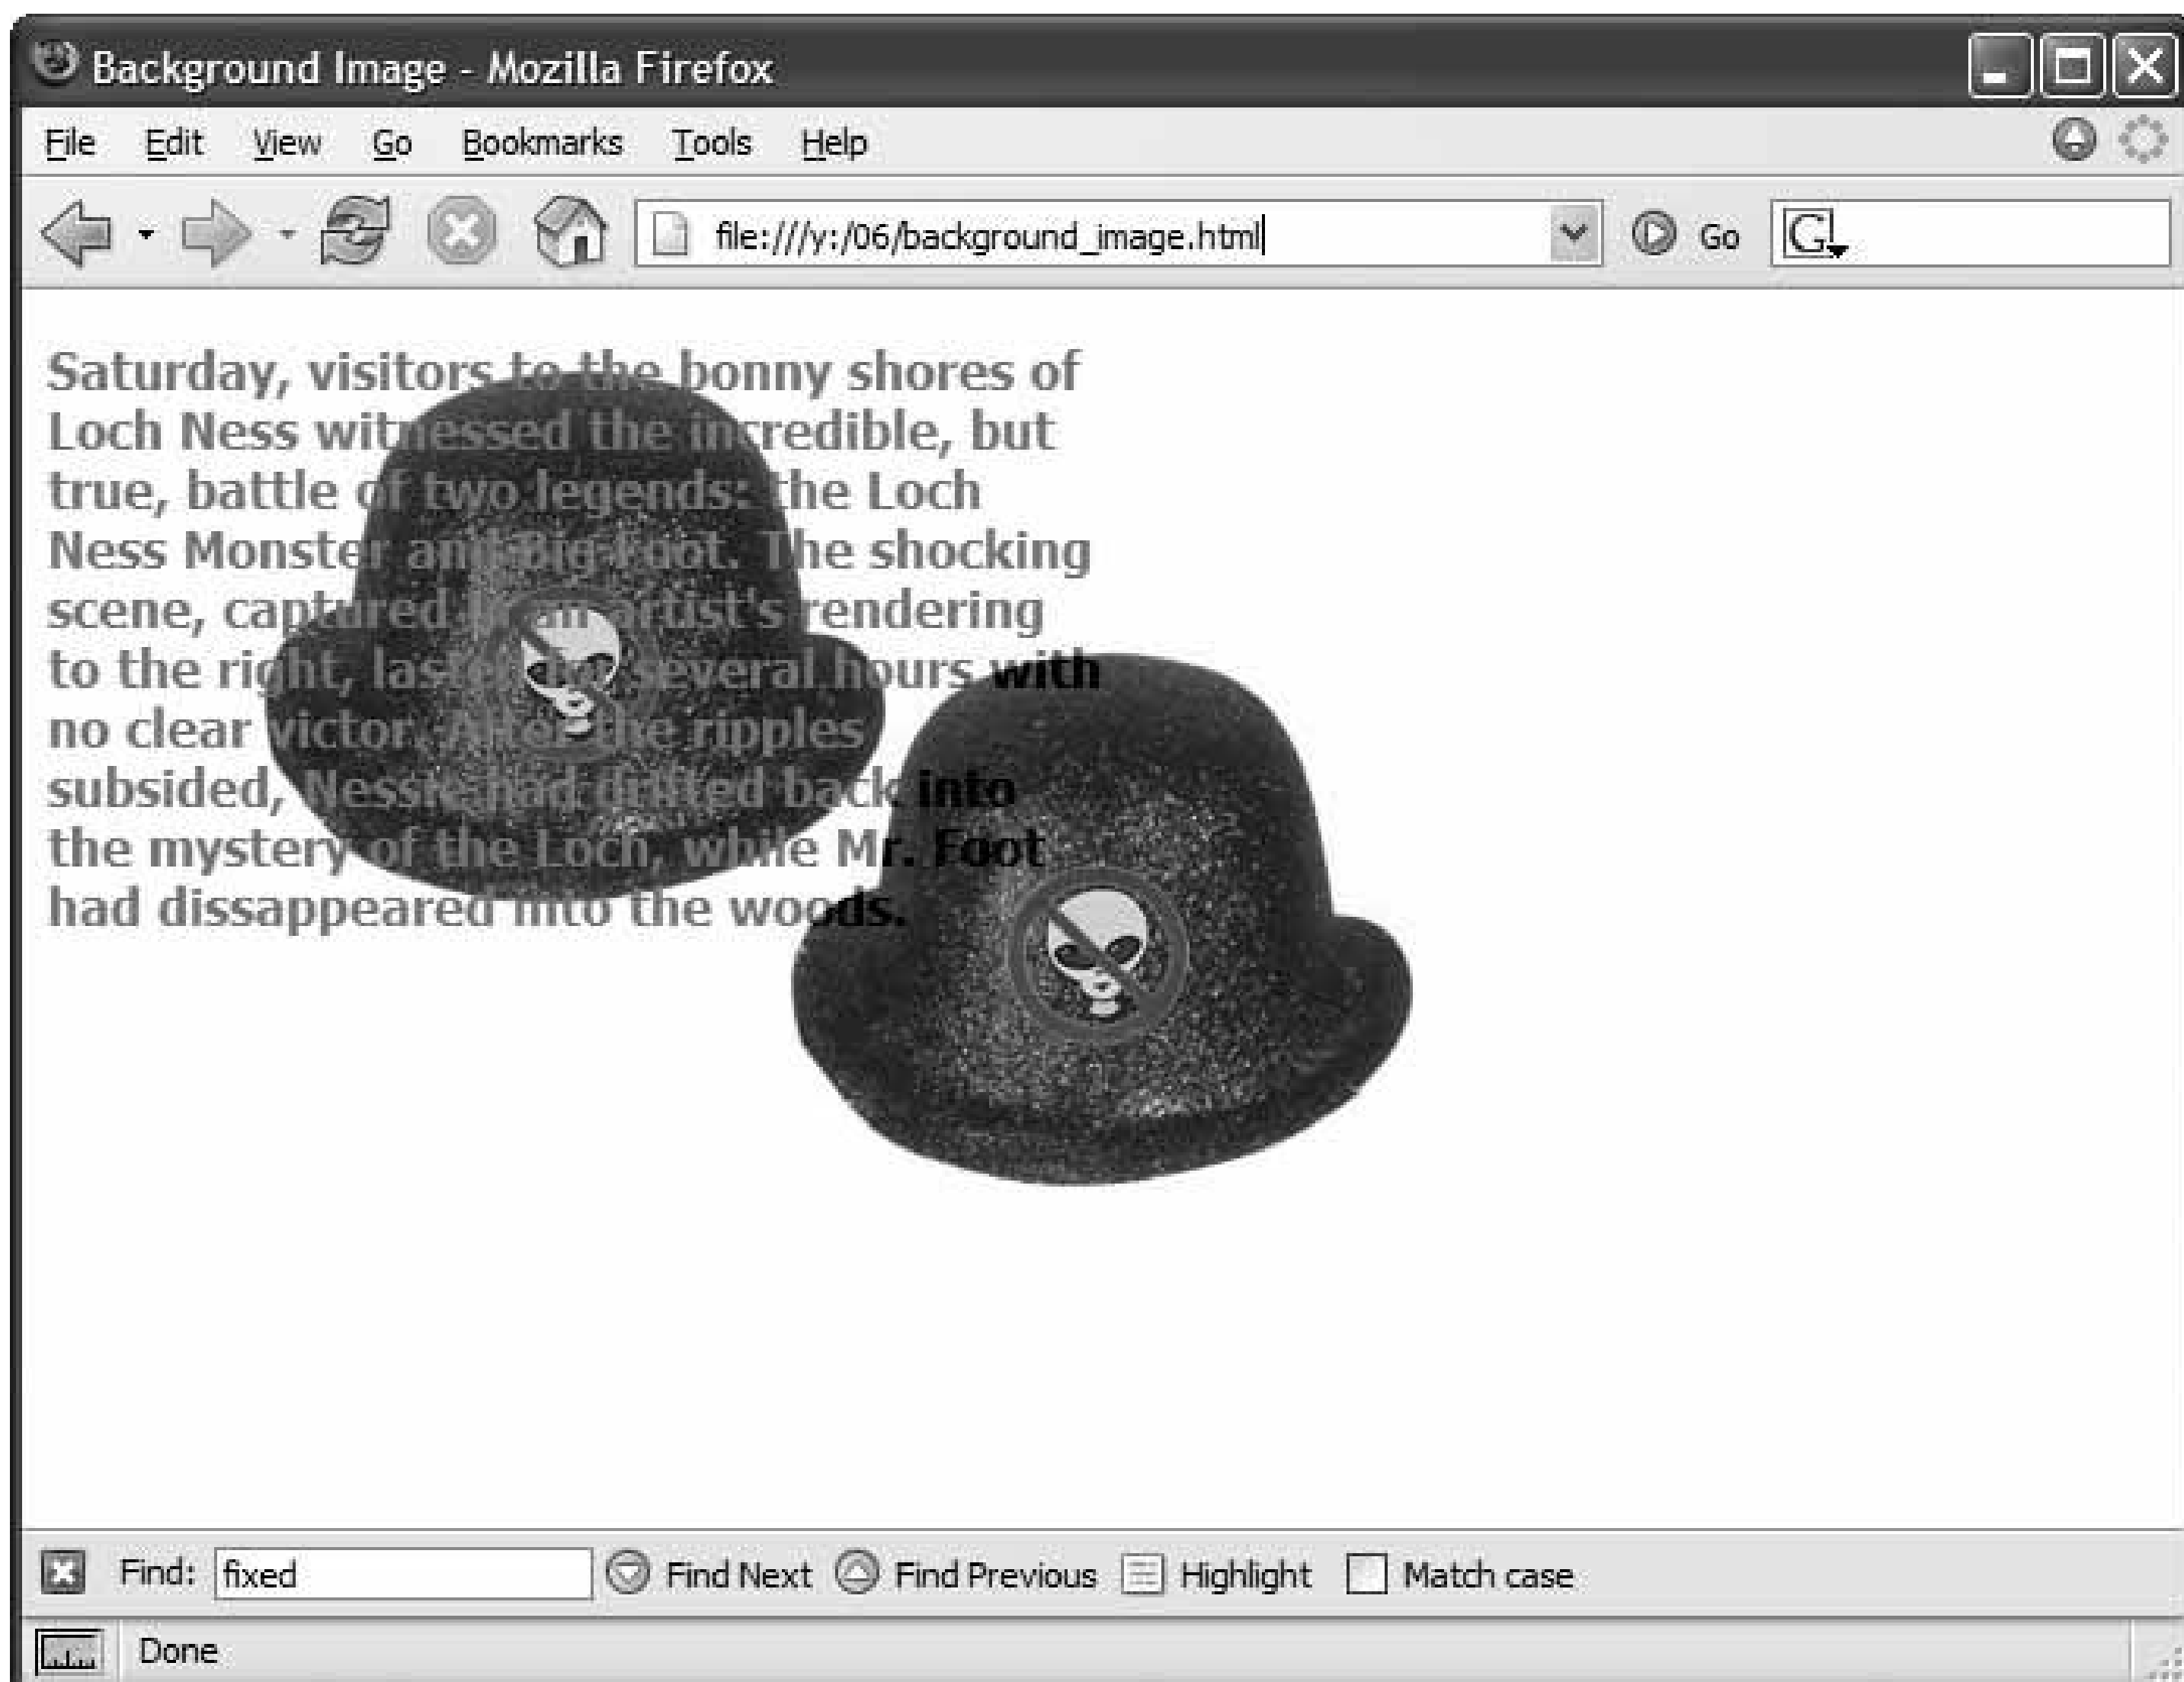 Background Image - Mozilla Firefox
File Edit View Go Bookmarks Tools Help
file:///y:/06/background_image.html Go G
Saturday, visitors to the bonny shores of
Loch Ness witnessed the incredible, but
true, battle of two legends: the Loch
Ness Monster and Big Foot. The shocking
scene, captured in an artist's rendering
to the right, lasted for several hours with
no clear victor. After the ripples
subsided, Nessie had drifted back into
the mystery of the Loch, while Mr. Foot
had dissappeared into the woods.
Find: fixed Find Next Find Previous Highlight Match case
Done